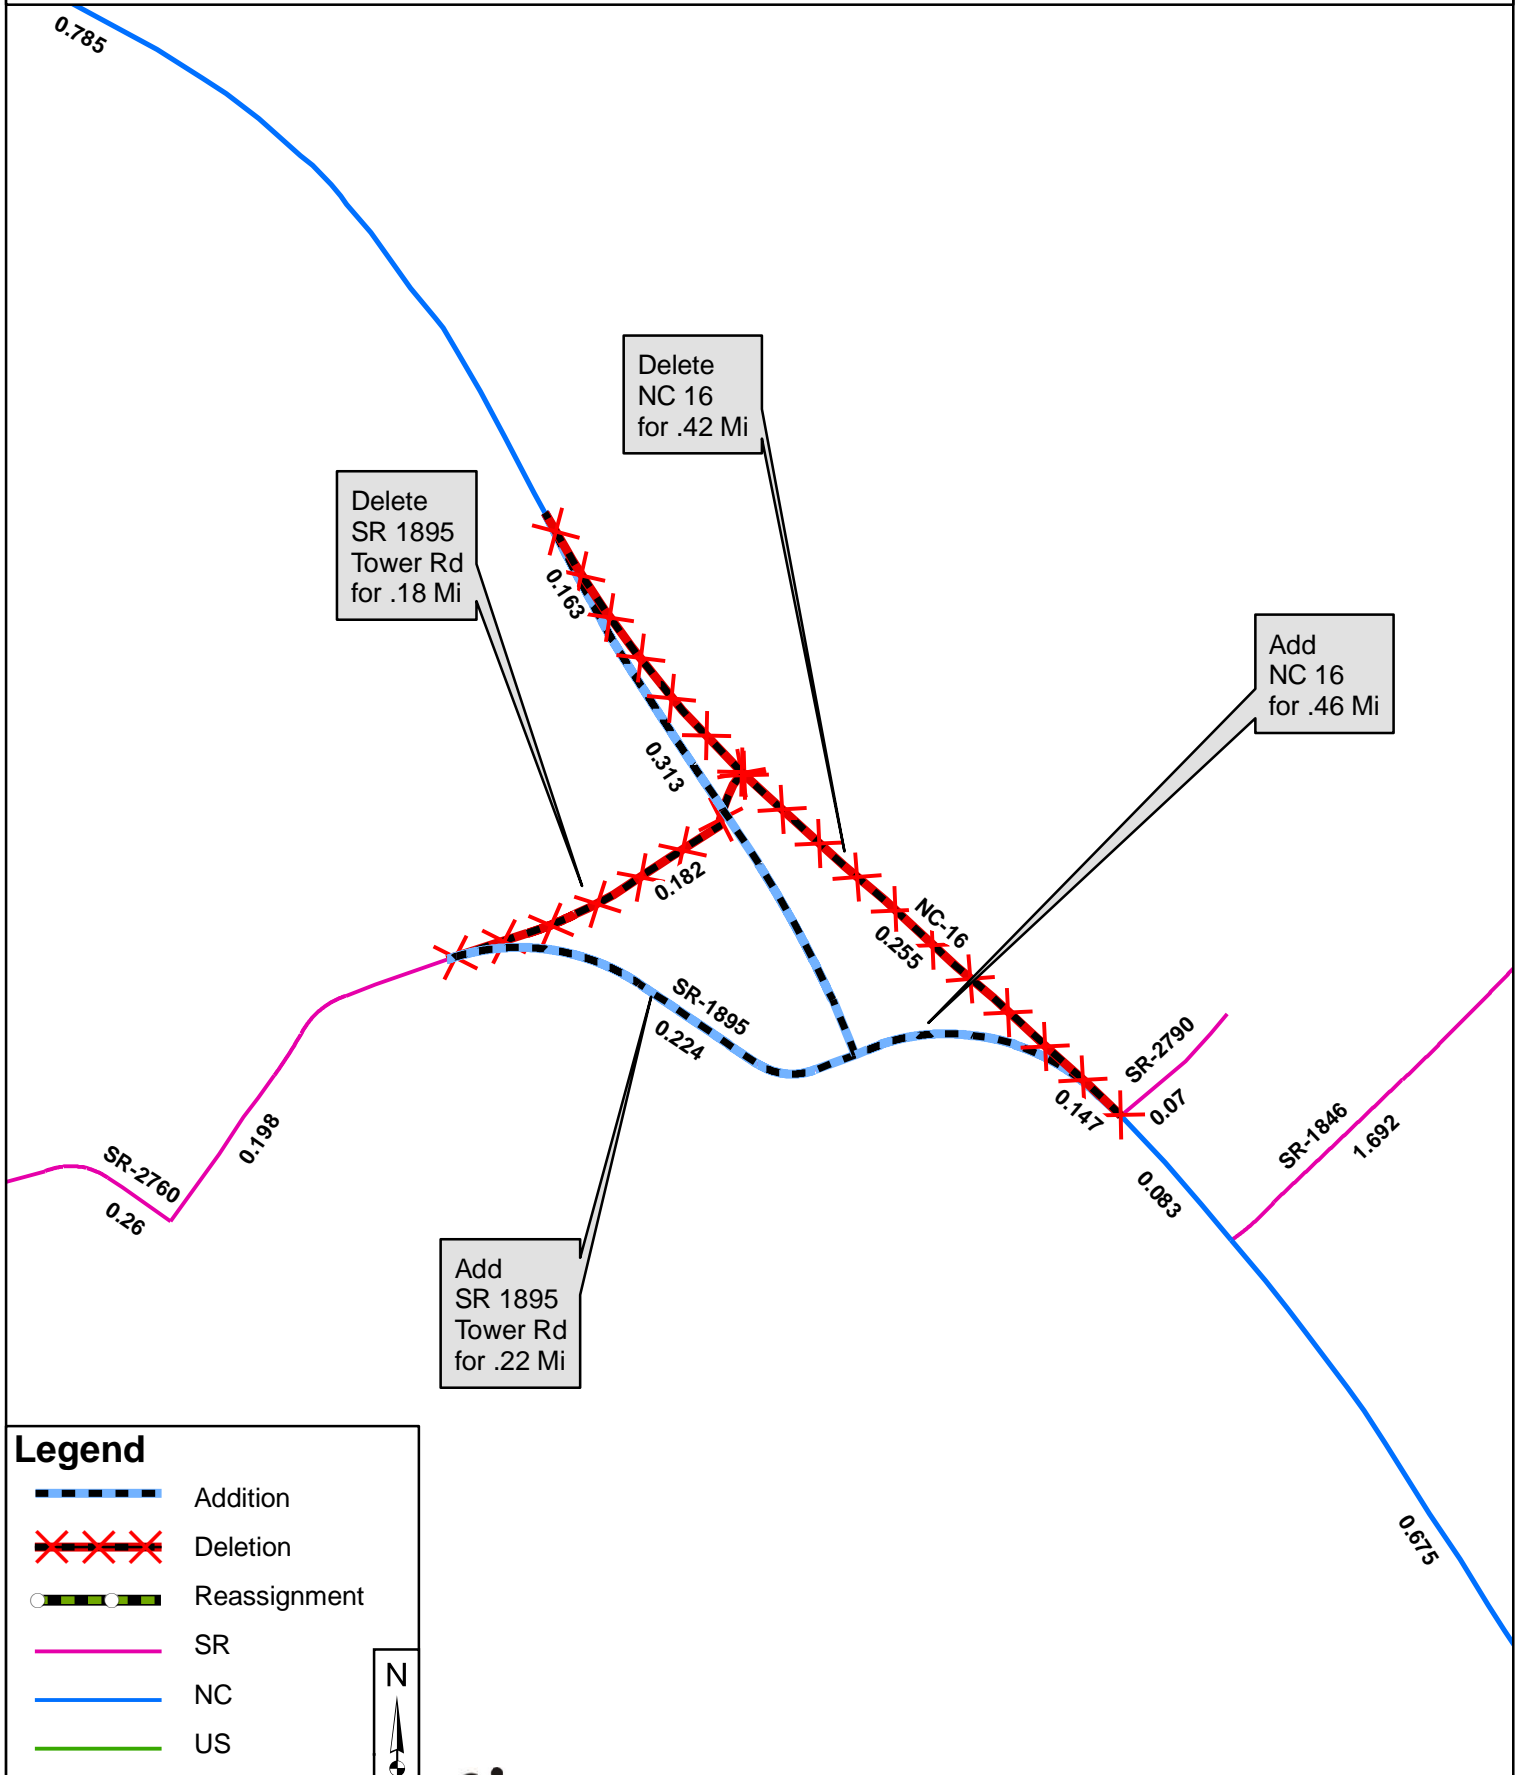 0.785
Delete
NC 16
for .42 Mi
Delete
SR 1895
Tower Rd
for .18 Mi
0.163
Add
NC 16
for .46 Mi
0.313
0.182
NC-16
0.255
SR-1895
0.224
SR-2790
0.07
0.147
SR-1846
1.692
0.198
SR-2760
0.26
0.083
Add
SR 1895
Tower Rd
for .22 Mi
0.675
Legend
Addition
Deletion
Reassignment
SR
NC
US
N